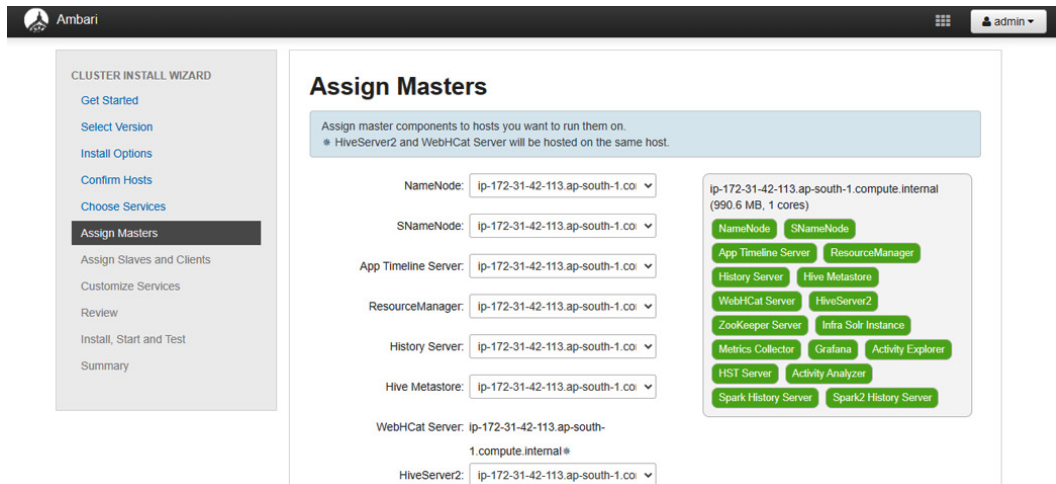 Ambari
admin
CLUSTER INSTALL WIZARD
Get Started
Select Version
Install Options
Confirm Hosts
Choose Services
Assign Masters
Assign Slaves and Clients
Customize Services
Review
Install, Start and Test
Summary
Assign Masters
Assign master components to hosts you want to run them on.
HiveServer2 and WebHCat Server will be hosted on the same host.
NameNode: ip-172-31-42-113.ap-south-1.co
SNameNode: ip-172-31-42-113.ap-south-1.co
App Timeline Server: ip-172-31-42-113.ap-south-1.co
ResourceManager: ip-172-31-42-113.ap-south-1.co
History Server: ip-172-31-42-113.ap-south-1.co
Hive Metastore: ip-172-31-42-113.ap-south-1.co
WebHCat Server: ip-172-31-42-113.ap-south-
1.compute.internal
HiveServer2: ip-172-31-42-113.ap-south-1.co
ip-172-31-42-113.ap-south-1.compute.internal
(990.6 MB, 1 cores)
NameNode SNameNode
App Timeline Server ResourceManager
History Server Hive Metastore
WebHCat Server HiveServer2
ZooKeeper Server Infra Solr Instance
Metrics Collector Grafana Activity Explorer
HST Server Activity Analyzer
Spark History Server Spark2 History Server